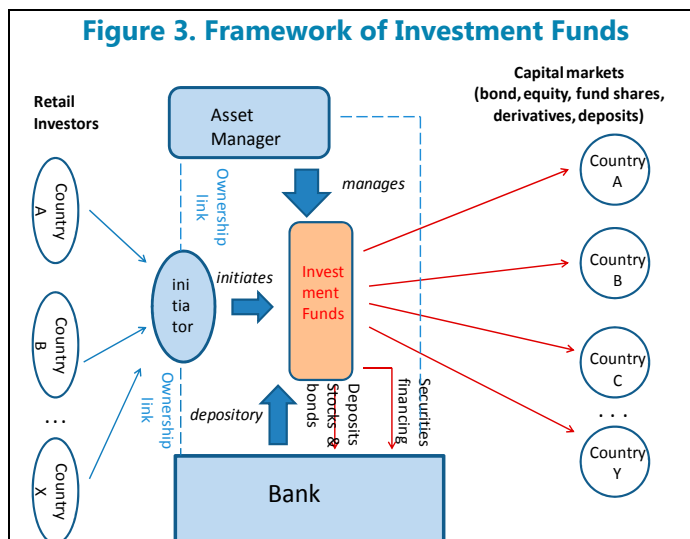 Figure 3. Framework of Investment Funds
Retail
Investors
Capital markets
(bond, equity, fund shares,
derivatives, deposits)
Asset
Manager
manages
Ownership
link
Country
A
Country
B
...
Country
X
ini
tia
tor
initiates
Invest
ment
Funds
Country
A
Country
B
Country
C
...
Country
Y
Ownership
link
depository
Deposits
Stocks &
bonds
Securities
financing
Bank